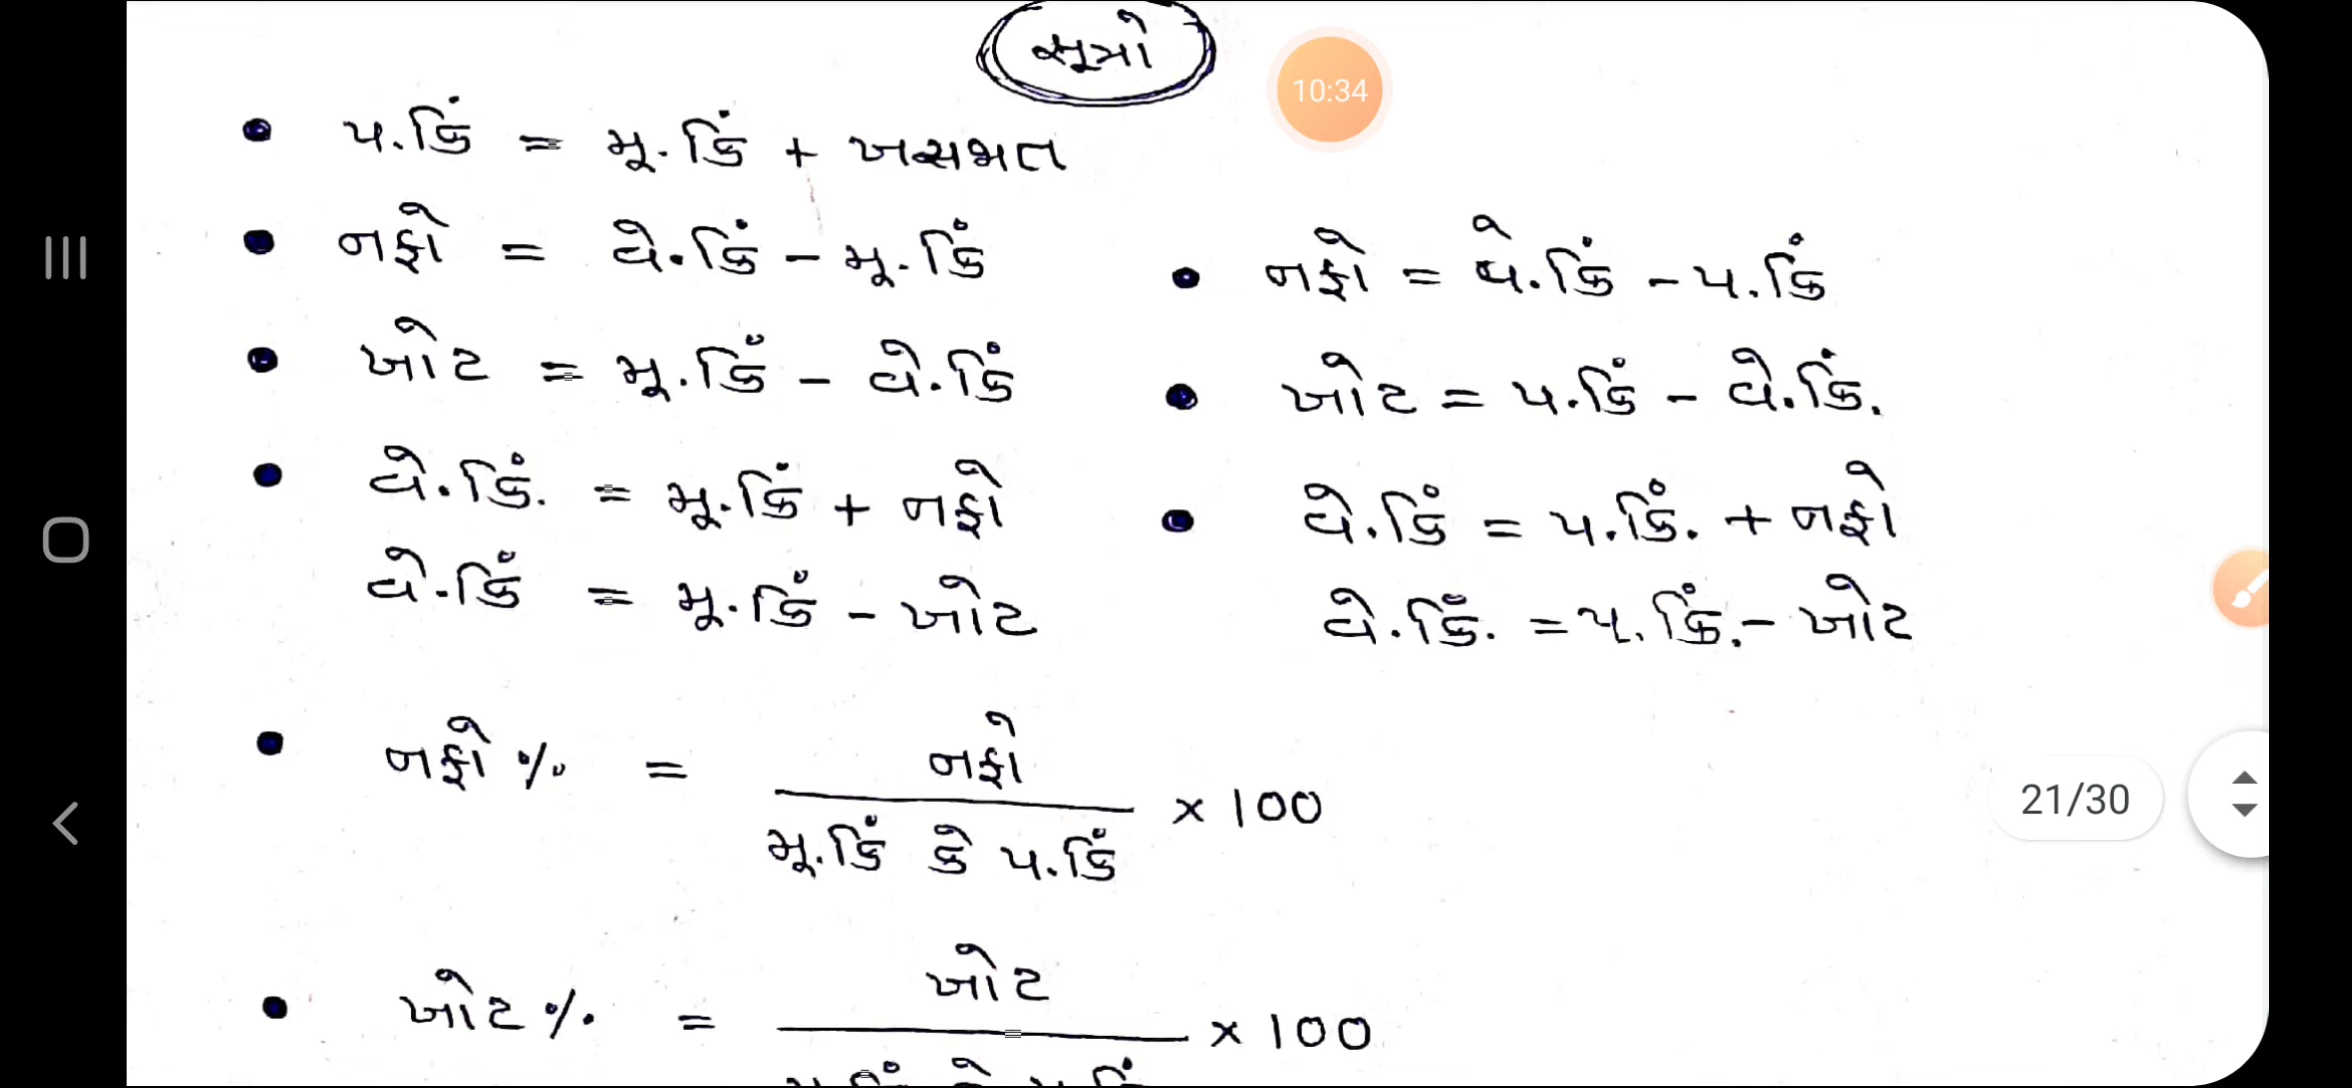 સૂત્રો
10:34
• પ.કિં = મૂ.કિં + ખરાજાત
• નફો = વે.કિં - મૂ.કિં
• નફો = વે.કિં - પ.કિં
• ખોટ = મૂ.કિં - વે.કિં
• ખોટ = પ.કિં - વે.કિં.
• વે.કિં. = મૂ.કિં + નફો
• વે.કિં = પ.કિં. + નફો
વે.કિં = મૂ.કિં - ખોટ
વે.કિં. = પ.કિં. - ખોટ
• નફો % = નફો / મૂ.કિં કે પ.કિં × 100
21/30
• ખોટ % = ખોટ / × 100